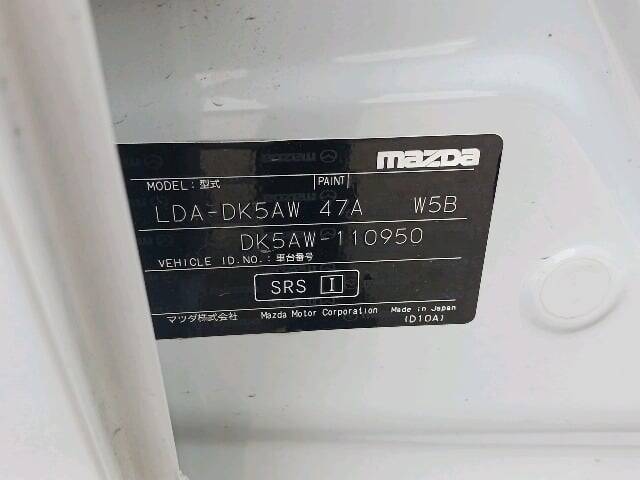 mazda
MODEL: 型式 PAINT
LDA-DK5AW 47A W5B
DK5AW-110950
VEHICLE ID.NO.: 車台番号
SRS I
マツダ株式会社 Mazda Motor Corporation Made in Japan
(D10A)